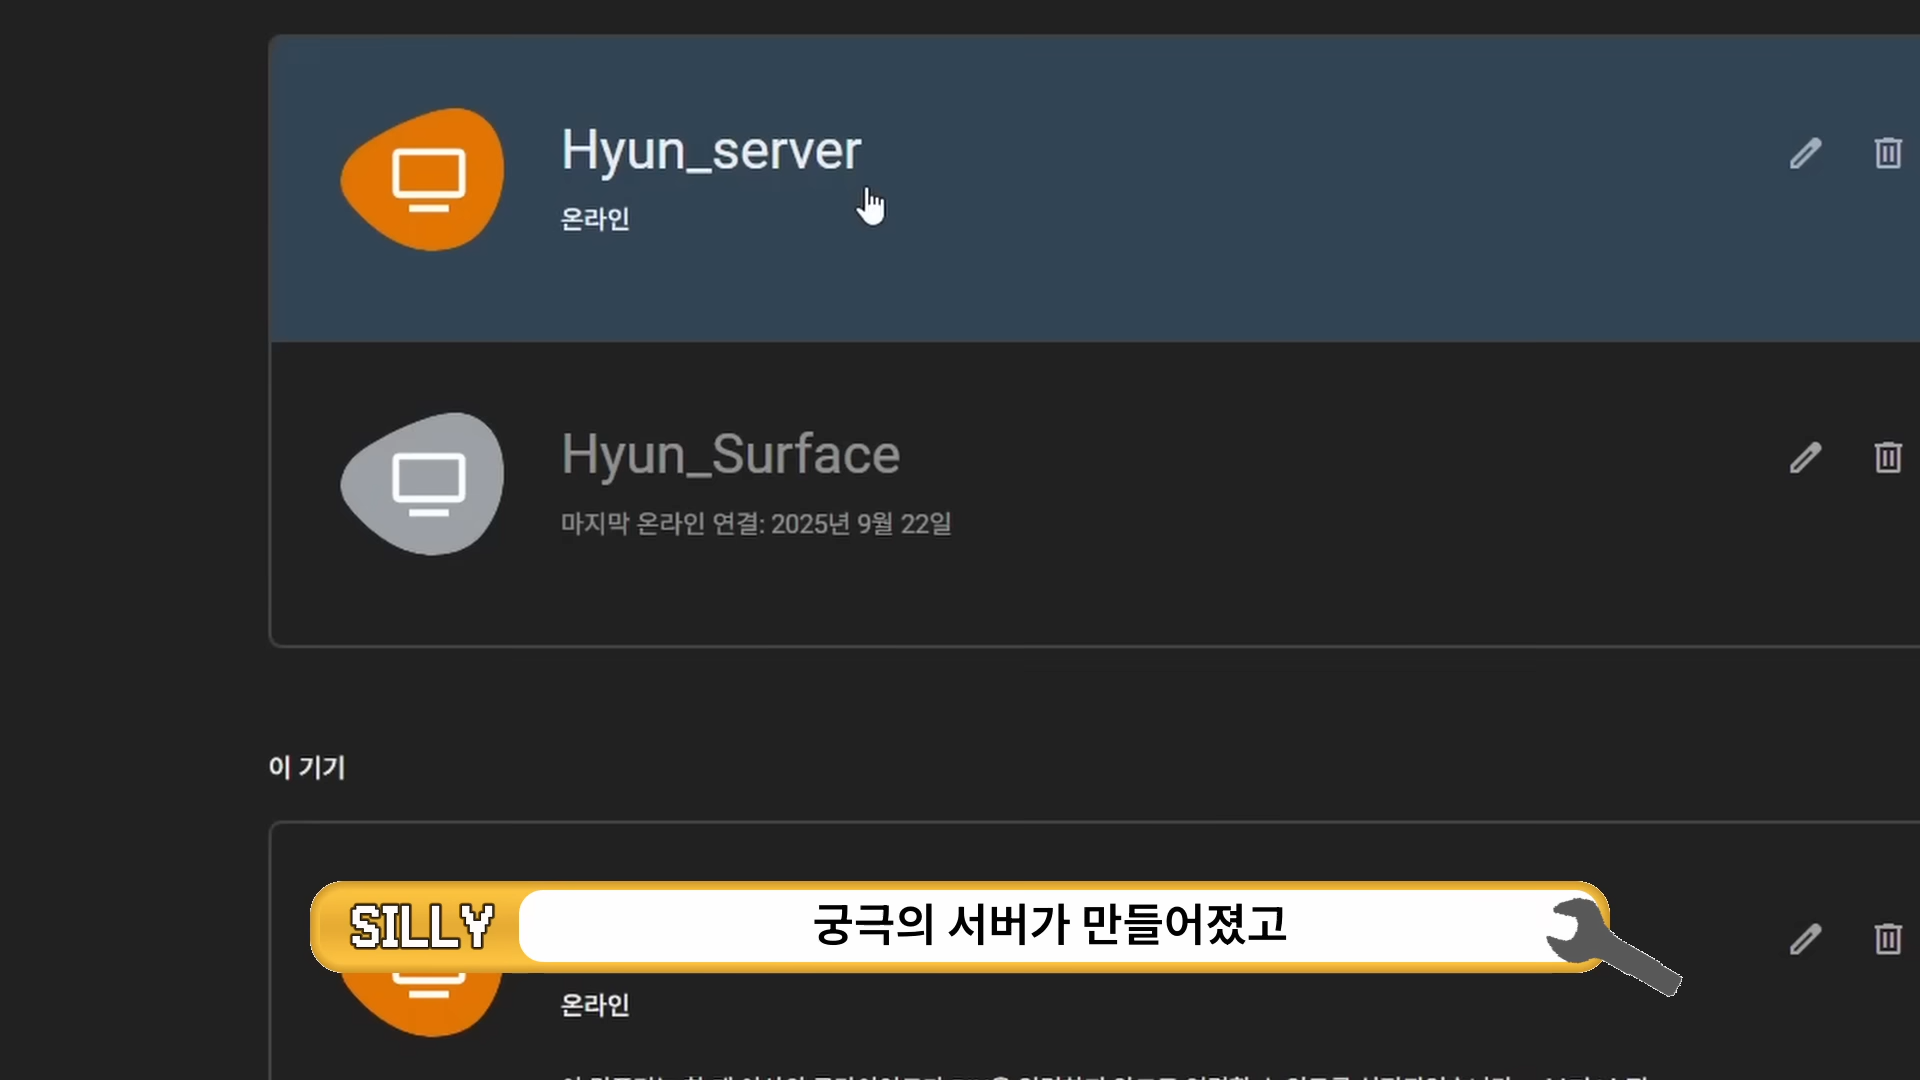 Hyun_server
온라인
Hyun_Surface
마지막 온라인 연결: 2025년 9월 22일
이 기기
SILLY
궁극의 서버가 만들어졌고
온라인